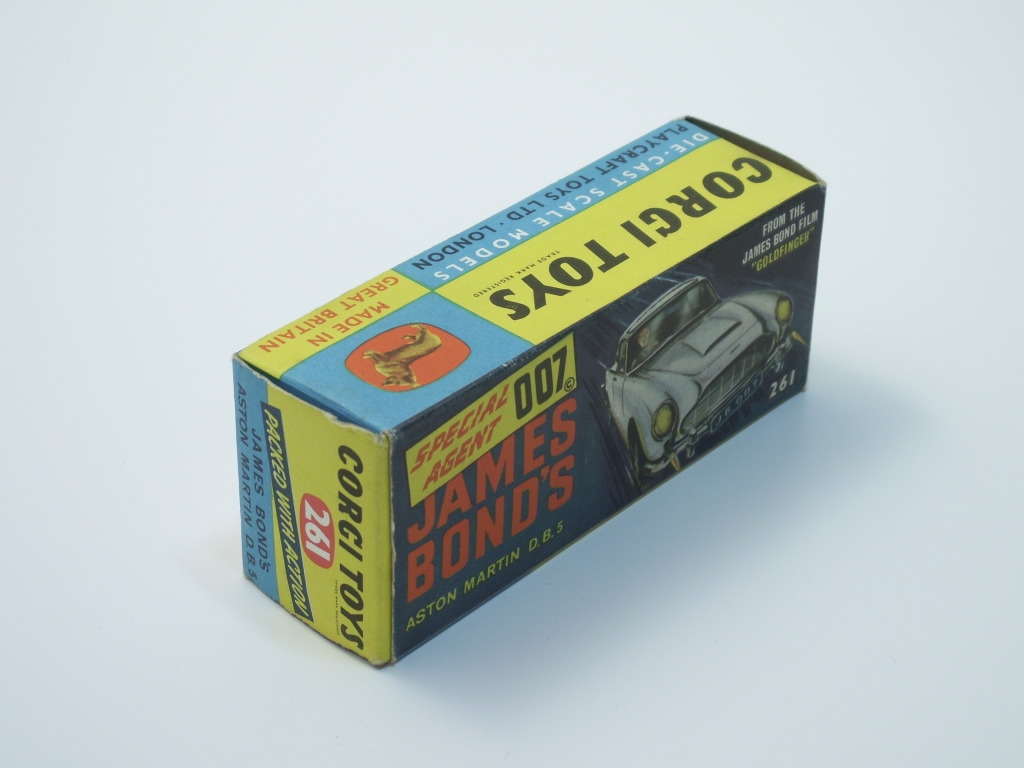 DIE-CAST SCALE MODELS
PLAYCRAFT TOYS LTD · LONDON
CORGI TOYS
TRADE MARK REGISTERED
MADE IN
GREAT BRITAIN
FROM THE
JAMES BOND FILM
"GOLDFINGER"
SPECIAL
AGENT
007©
JAMES
BOND'S
ASTON MARTIN D.B.5
JB 007
261
CORGI TOYS
261
PACKED WITH ACTION
JAMES BOND'S
ASTON MARTIN D.B.5